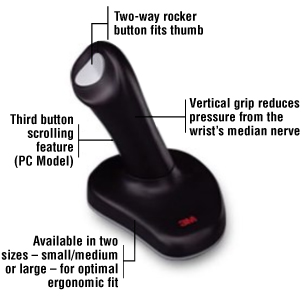 Two-way rocker
button fits thumb
Vertical grip reduces
pressure from the
wrist's median nerve
Third button
scrolling
feature
(PC Model)
3M
Available in two
sizes – small/medium
or large – for optimal
ergonomic fit